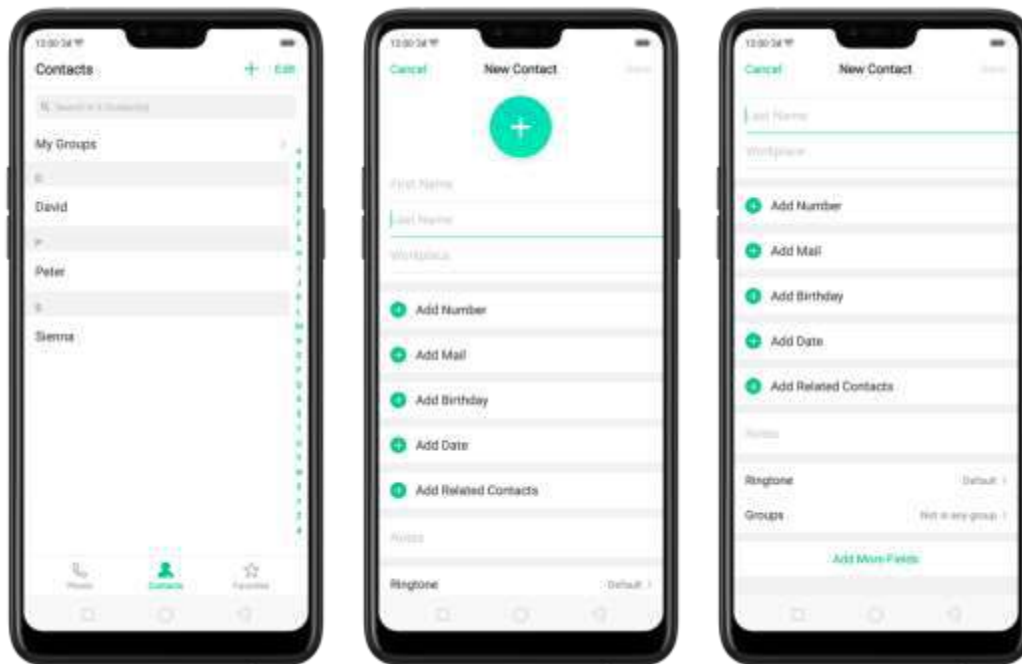 Contacts + Edit
My Groups
D
David
P
Peter
S
Sienna
Phone Contacts Favorites
Cancel New Contact
First Name
Last Name
Workplace
Add Number
Add Mail
Add Birthday
Add Date
Add Related Contacts
Notes
Ringtone Default
Cancel New Contact
Last Name
Workplace
Add Number
Add Mail
Add Birthday
Add Date
Add Related Contacts
Notes
Ringtone Default
Groups Not in any group
Add More Fields